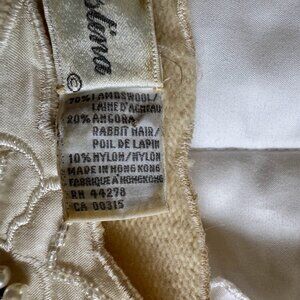 ©
70% LAMBSWOOL/
LAINE D'AGNEAU
20% ANGORA
RABBIT HAIR/
POIL DE LAPIN
10% NYLON/NYLON
MADE IN HONG KONG
FABRIQUE A'HONGKONG
RN 44278
CA 00315